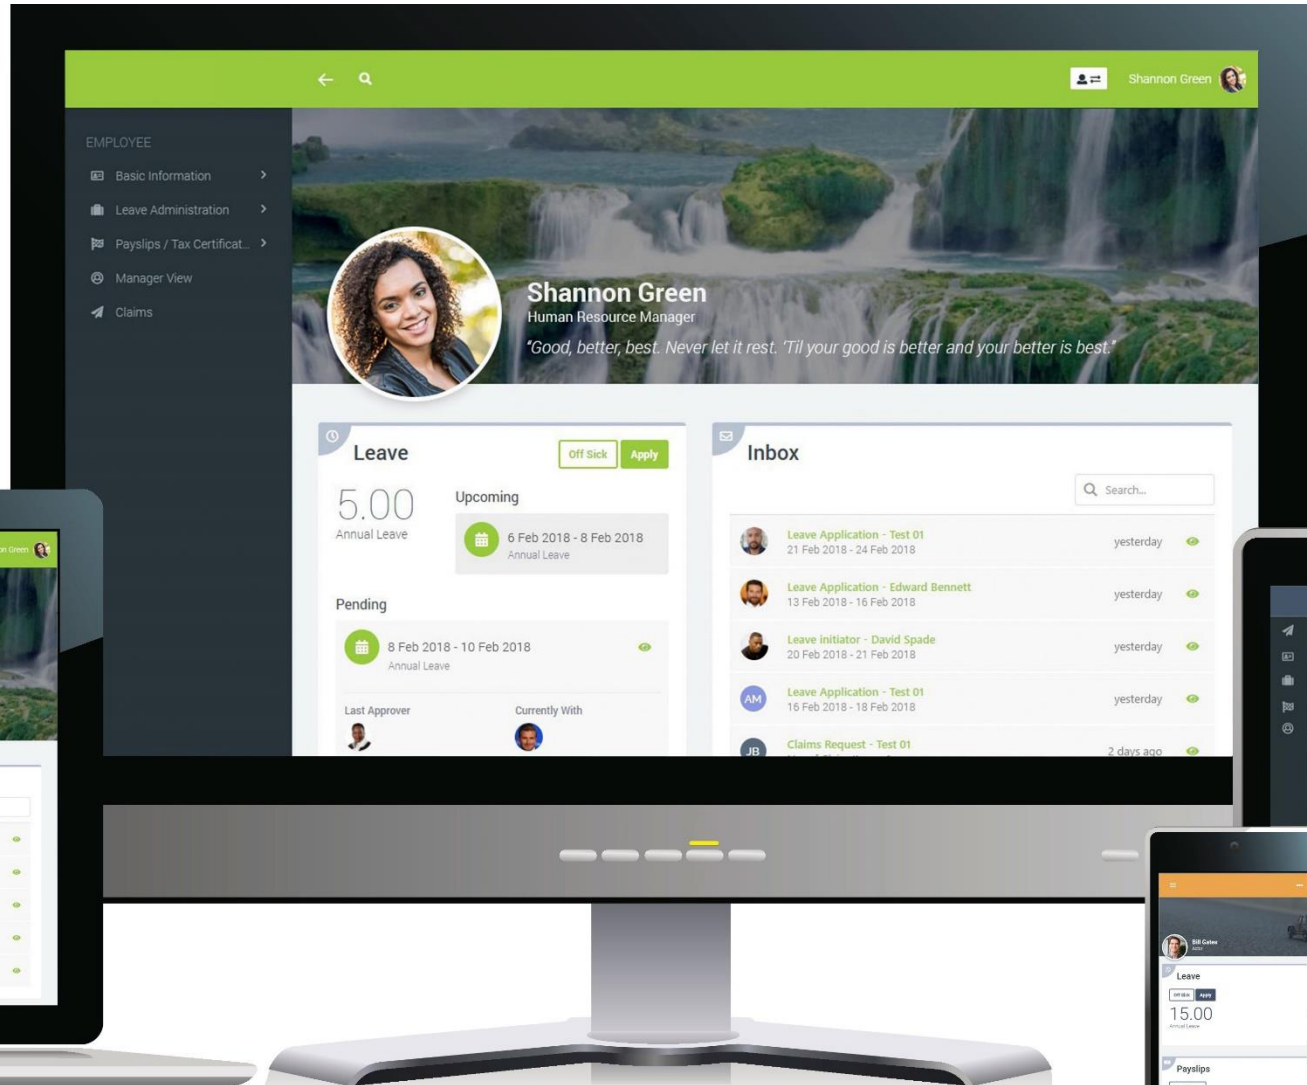 Shannon Green
EMPLOYEE
Basic Information
Leave Administration
Payslips / Tax Certificat...
Manager View
Claims
Shannon Green
Human Resource Manager
"Good, better, best. Never let it rest. 'Til your good is better and your better is best."
Leave
Off Sick
Apply
5.00
Annual Leave
Upcoming
6 Feb 2018 - 8 Feb 2018
Annual Leave
Pending
8 Feb 2018 - 10 Feb 2018
Annual Leave
Last Approver
Currently With
Inbox
Search...
Leave Application - Test 01
21 Feb 2018 - 24 Feb 2018
yesterday
Leave Application - Edward Bennett
13 Feb 2018 - 16 Feb 2018
yesterday
Leave initiator - David Spade
20 Feb 2018 - 21 Feb 2018
yesterday
AM
Leave Application - Test 01
16 Feb 2018 - 18 Feb 2018
yesterday
JB
Claims Request - Test 01
2 days ago
on Green
Bill Gates
Leave
Off Sick
Apply
15.00
Annual Leave
Payslips